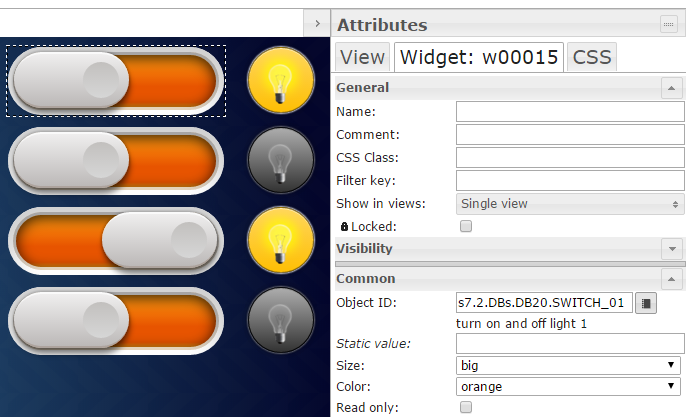 Attributes
View Widget: w00015 CSS
General
Name:
Comment:
CSS Class:
Filter key:
Show in views: Single view
Locked:
Visibility
Common
Object ID: s7.2.DBs.DB20.SWITCH_01
turn on and off light 1
Static value:
Size: big
Color: orange
Read only: